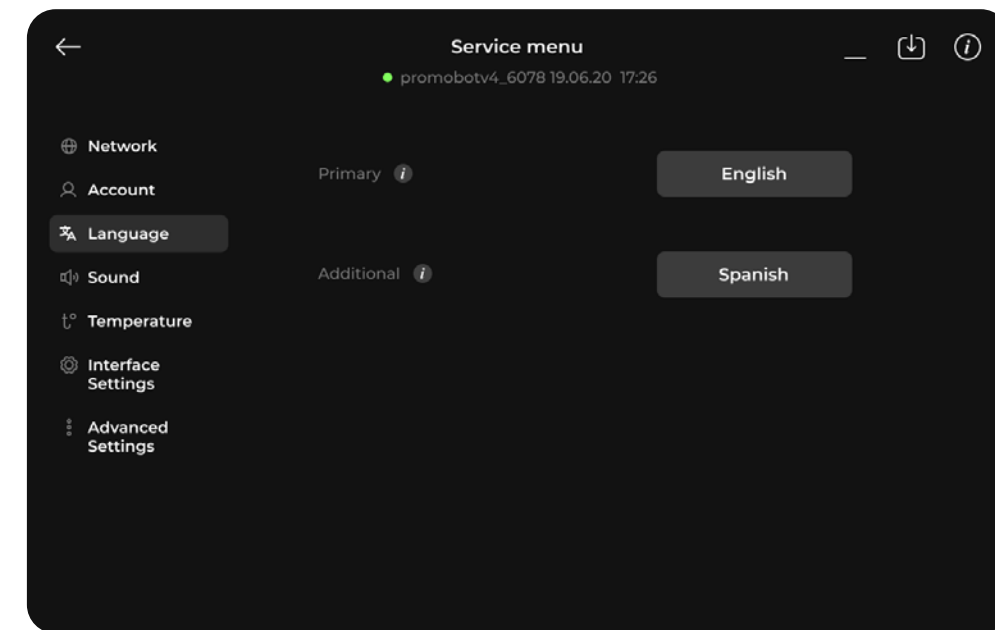 Service menu
promobotv4_6078 19.06.20 17:26
Network
Account
Language
Sound
t° Temperature
Interface
Settings
Advanced
Settings
Primary i
English
Additional i
Spanish